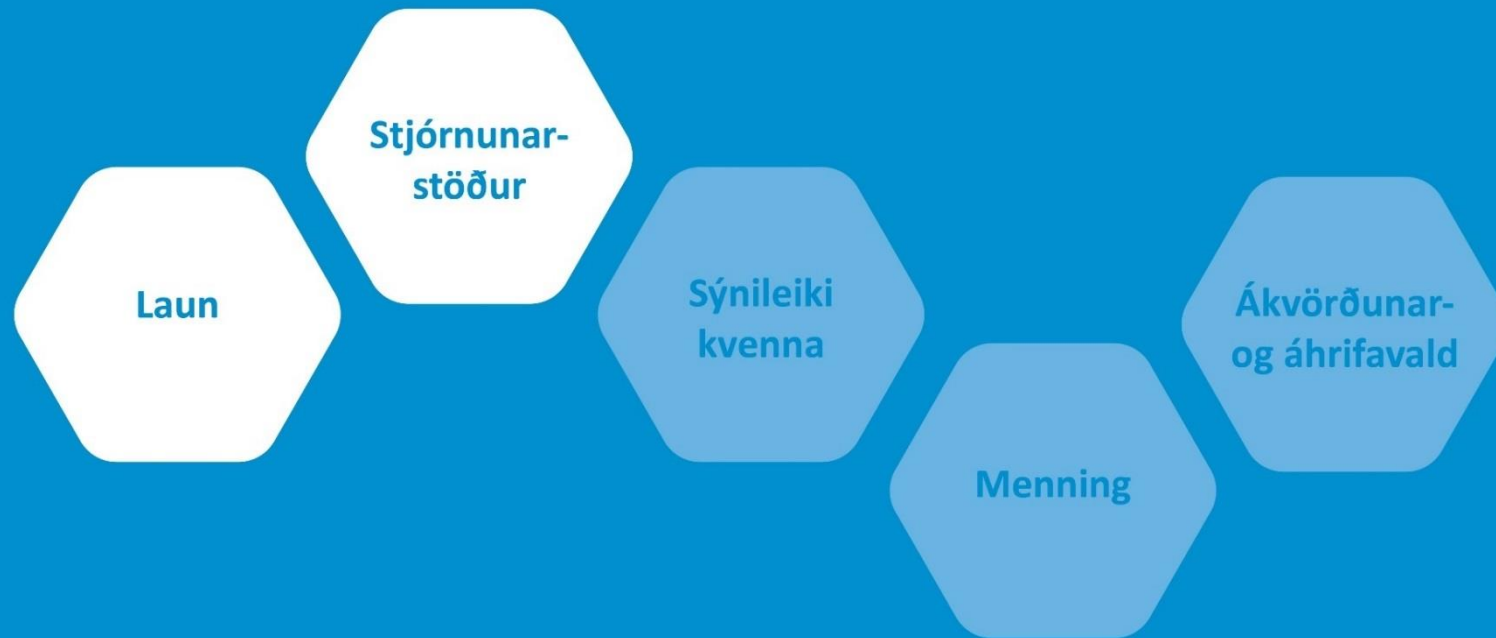 Laun
Stjórnunar-
stöður
Sýnileiki
kvenna
Menning
Ákvörðunar-
og áhrifavald